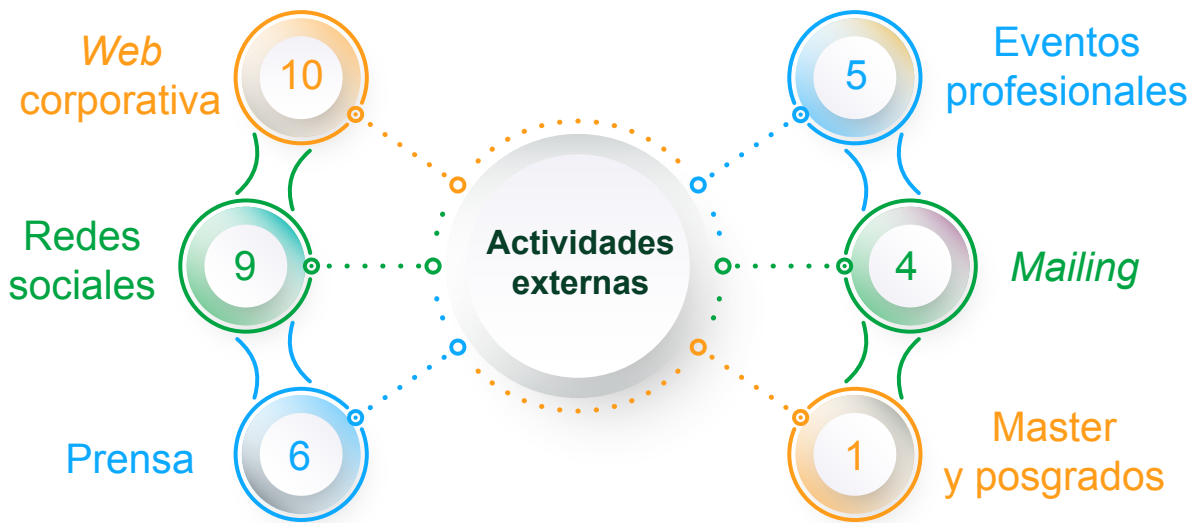 Web
corporativa
10
Redes
sociales
9
Prensa
6
Actividades
externas
5
Eventos
profesionales
4
Mailing
1
Master
y posgrados